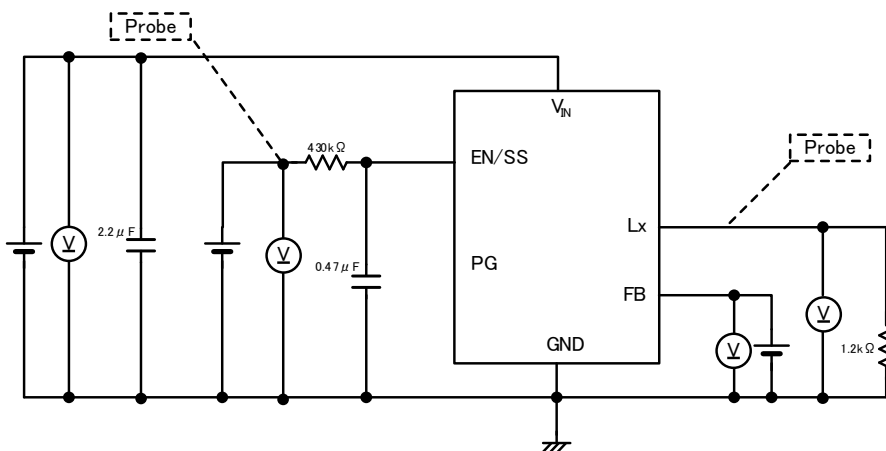 Probe
V_IN
430kΩ
EN/SS
Probe
Lx
V
2.2μF
V
0.47μF
PG
FB
V
V
1.2kΩ
GND